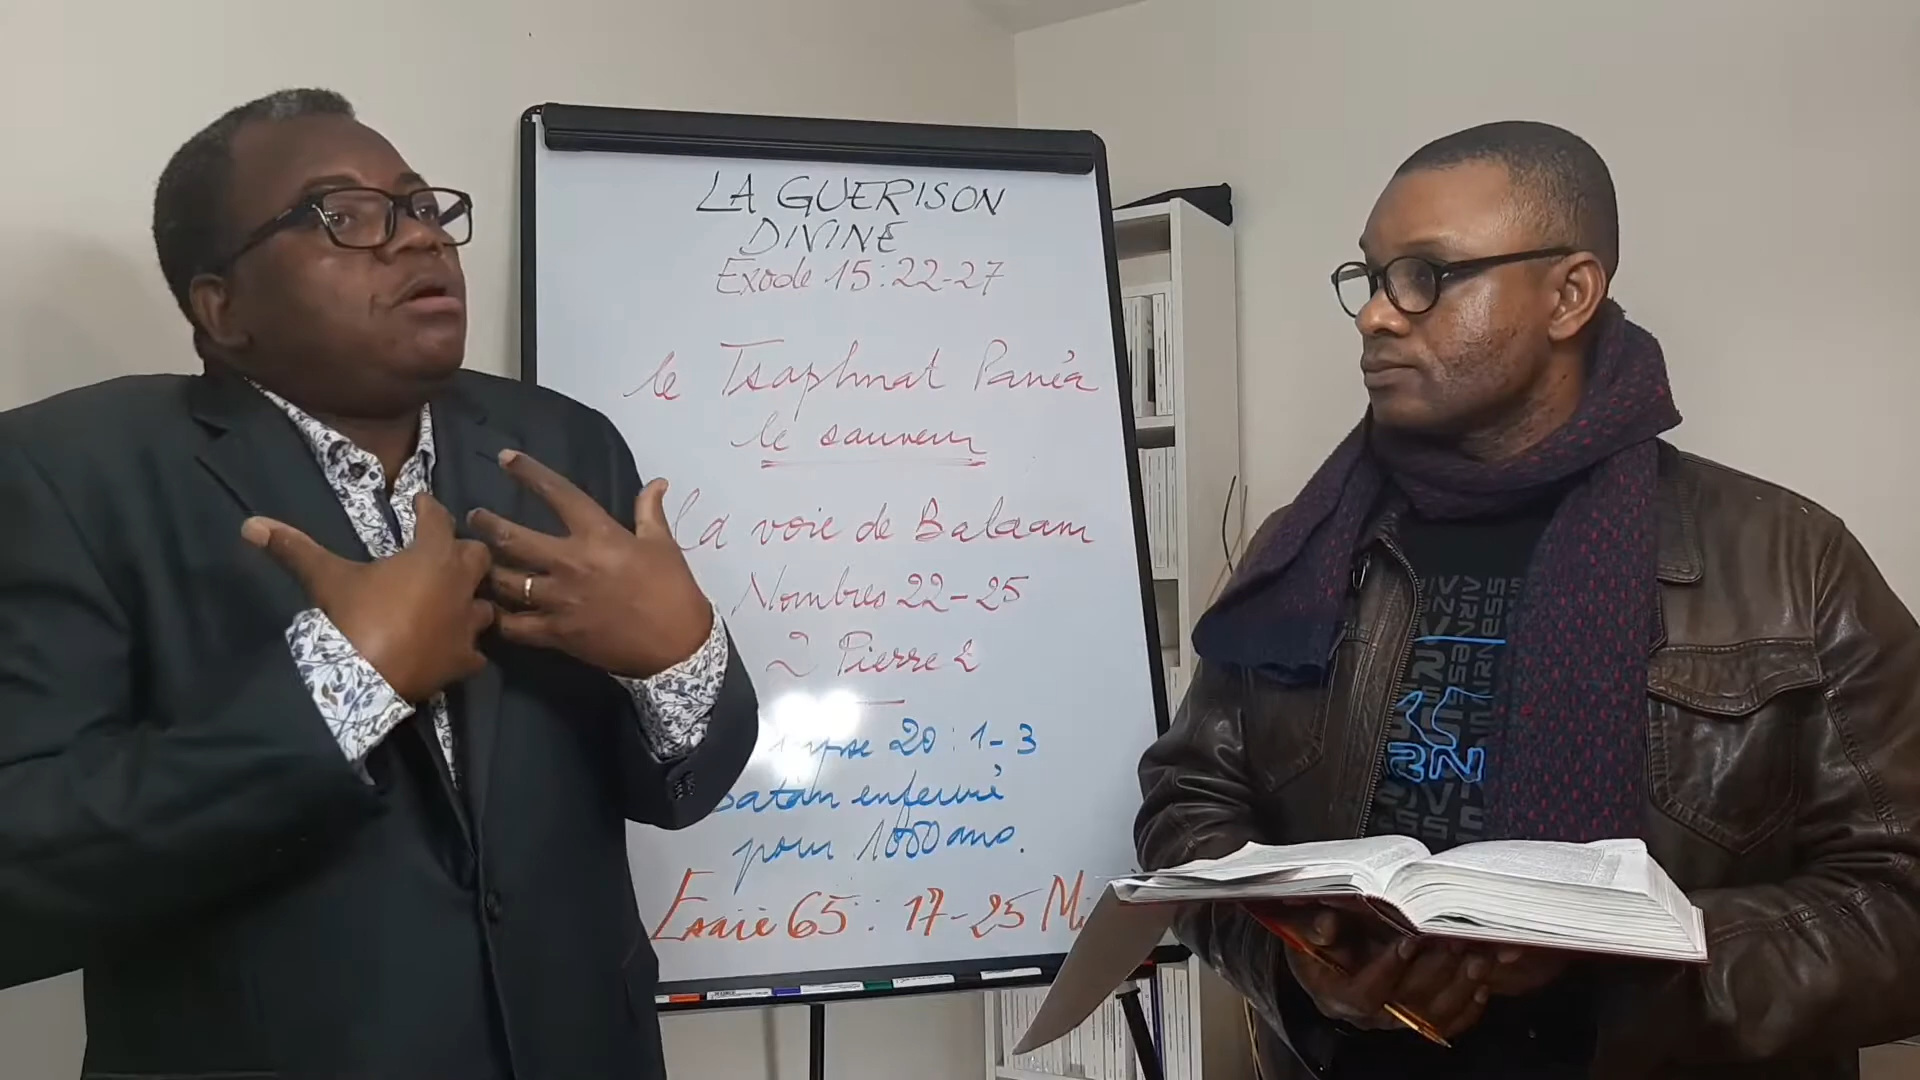 LA GUERISON
DIVINE
Exode 15:22-27
le Tsaphnat Panéa
le sauveur
La voie de Balaam
Nombres 22-25
2 Pierre 2
20:1-3
Satan enfermé
pour 1000 ans.
Esaïe 65:17-25